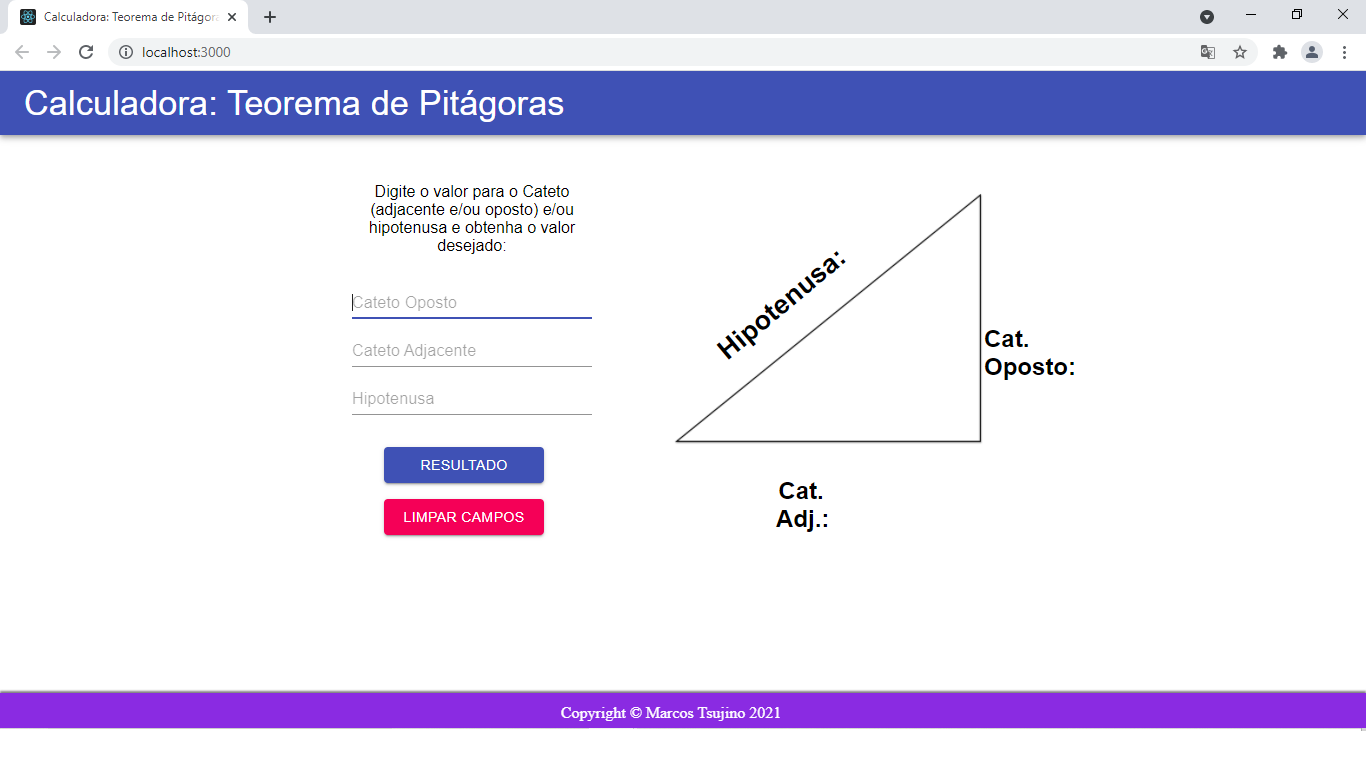 Calculadora: Teorema de Pitágora
localhost:3000
Calculadora: Teorema de Pitágoras
Digite o valor para o Cateto
(adjacente e/ou oposto) e/ou
hipotenusa e obtenha o valor
desejado:
Cateto Oposto
Cateto Adjacente
Hipotenusa
RESULTADO
LIMPAR CAMPOS
Hipotenusa:
Cat.
Oposto:
Cat.
Adj.:
Copyright © Marcos Tsujino 2021